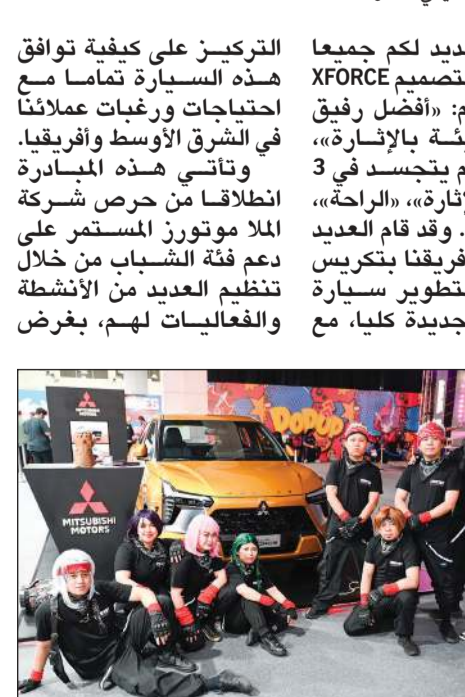 ديد لكم جميعا
تصميم XFORCE
م: «أفضل رفيق
ئة بالإثارة»،
م يتجسد في 3
إثارة»، «الراحة»،
. وقد قام العديد
فريقنا بتكريس
تطوير سيارة
جديدة كليا، مع
التركيز على كيفية توافق
هذه السيارة تماما مع
احتياجات ورغبات عملائنا
في الشرق الأوسط وأفريقيا.
وتأتي هذه المبادرة
انطلاقا من حرص شركة
الملا موتورز المستمر على
دعم فئة الشباب من خلال
تنظيم العديد من الأنشطة
والفعاليات لهم، بغرض
POPUP
MITSUBISHI
MOTORS